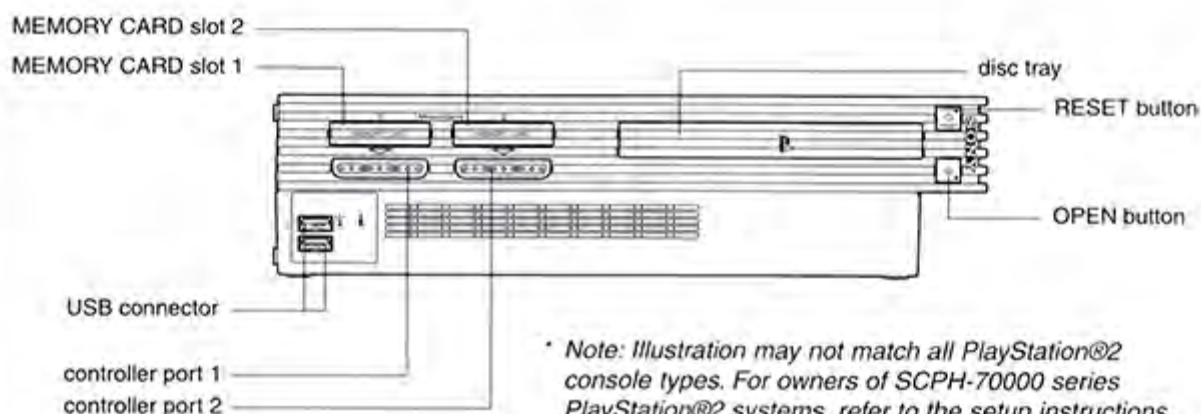 MEMORY CARD slot 2
MEMORY CARD slot 1
disc tray
RESET button
SONY
OPEN button
USB connector
controller port 1
controller port 2
* Note: Illustration may not match all PlayStation®2
console types. For owners of SCPH-70000 series
PlayStation®2 systems, refer to the setup instructions